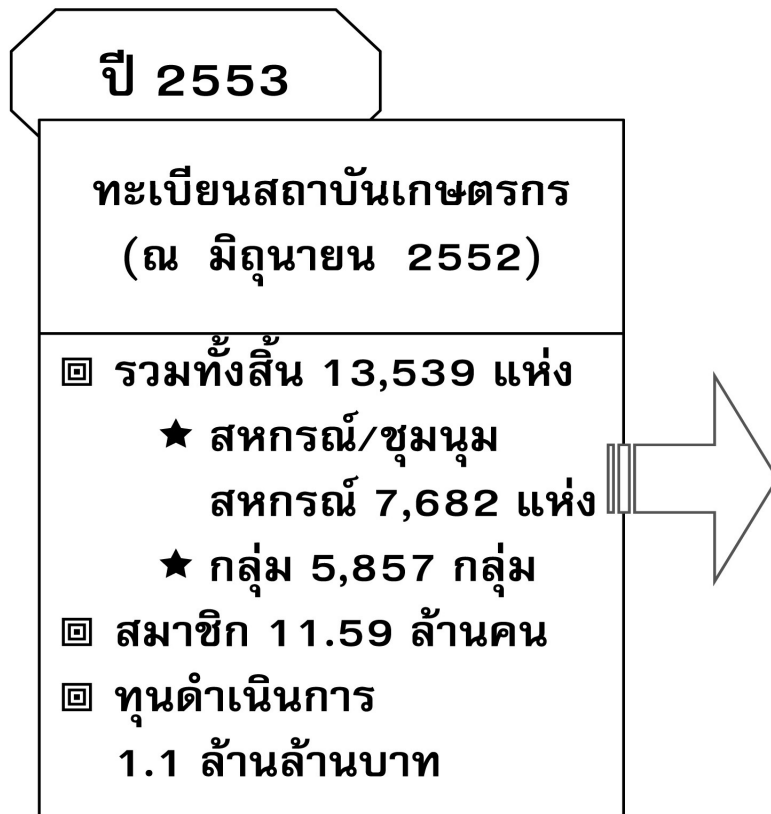 ปี 2553
ทะเบียนสถาบันเกษตรกร
(ณ มิถุนายน 2552)
รวมทั้งสิ้น 13,539 แห่ง
★ สหกรณ์/ชุมนุม
สหกรณ์ 7,682 แห่ง
★ กลุ่ม 5,857 กลุ่ม
สมาชิก 11.59 ล้านคน
ทุนดำเนินการ
1.1 ล้านล้านบาท